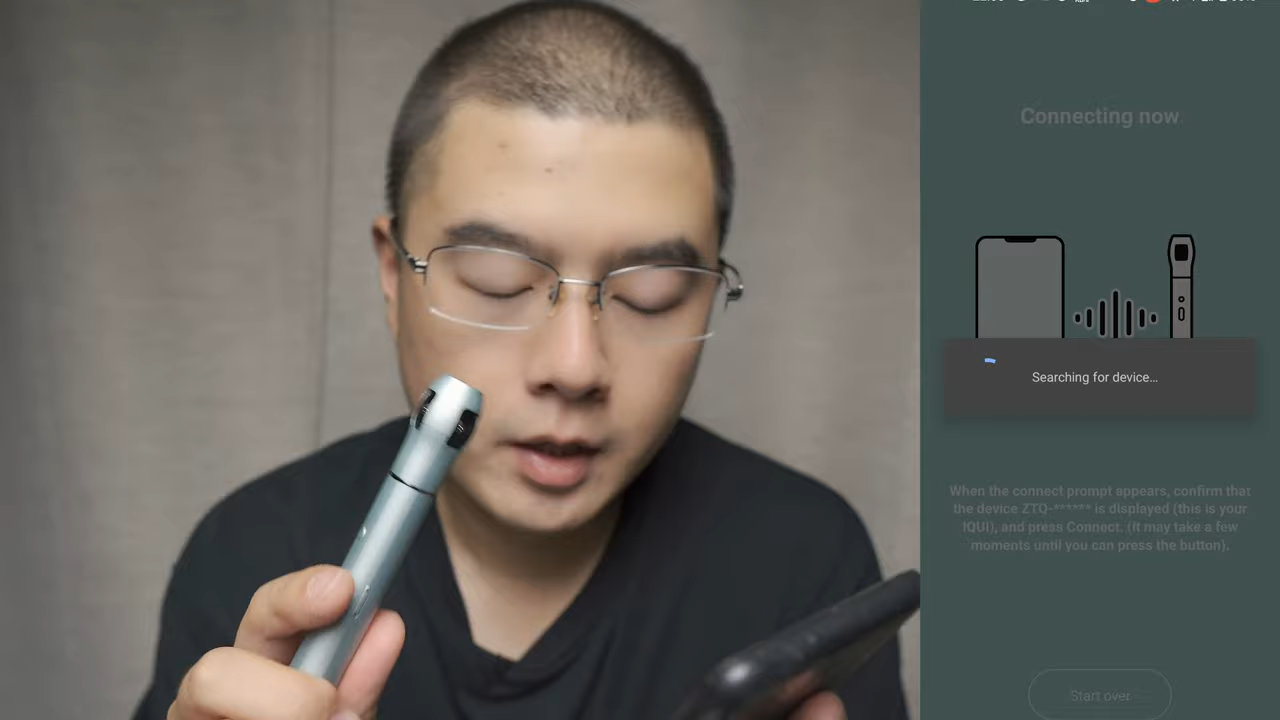 Connecting now
Searching for device...
When the connect prompt appears, confirm that
the device ZTQ-****** is displayed (this is your
IQUI), and press Connect. (It may take a few
moments until you can press the button).
Start over